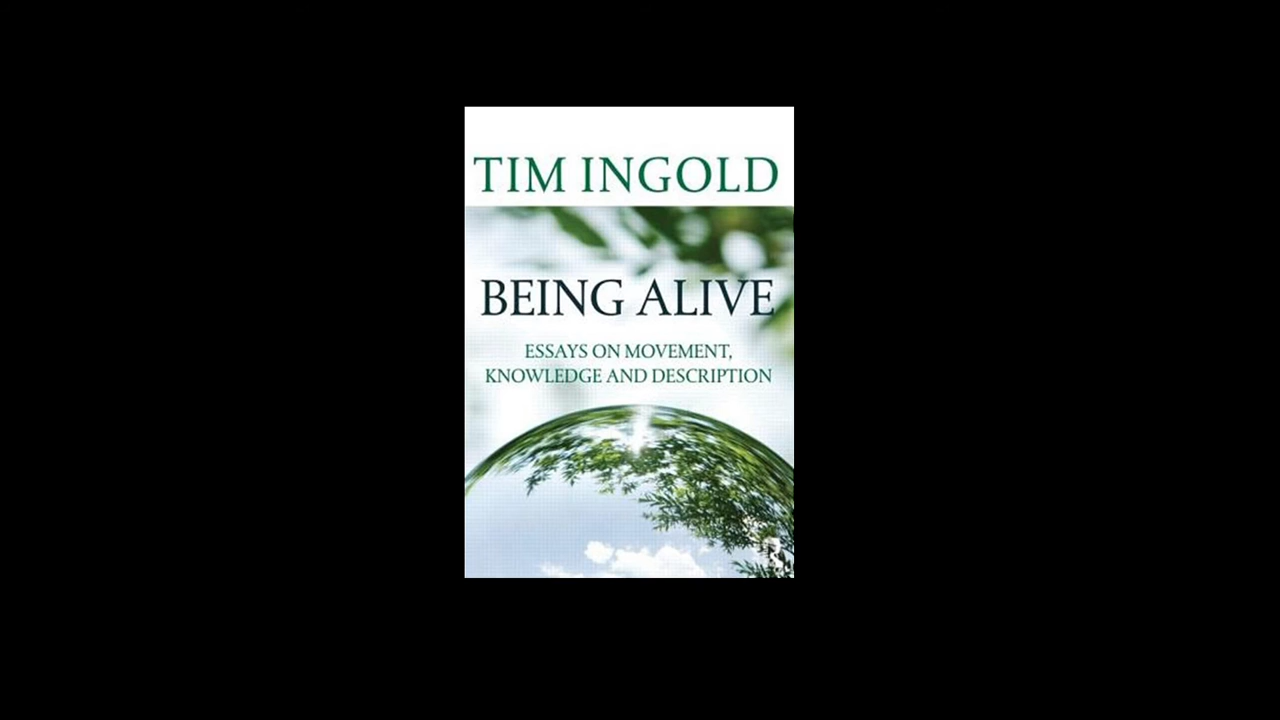 TIM INGOLD
BEING ALIVE
ESSAYS ON MOVEMENT,
KNOWLEDGE AND DESCRIPTION